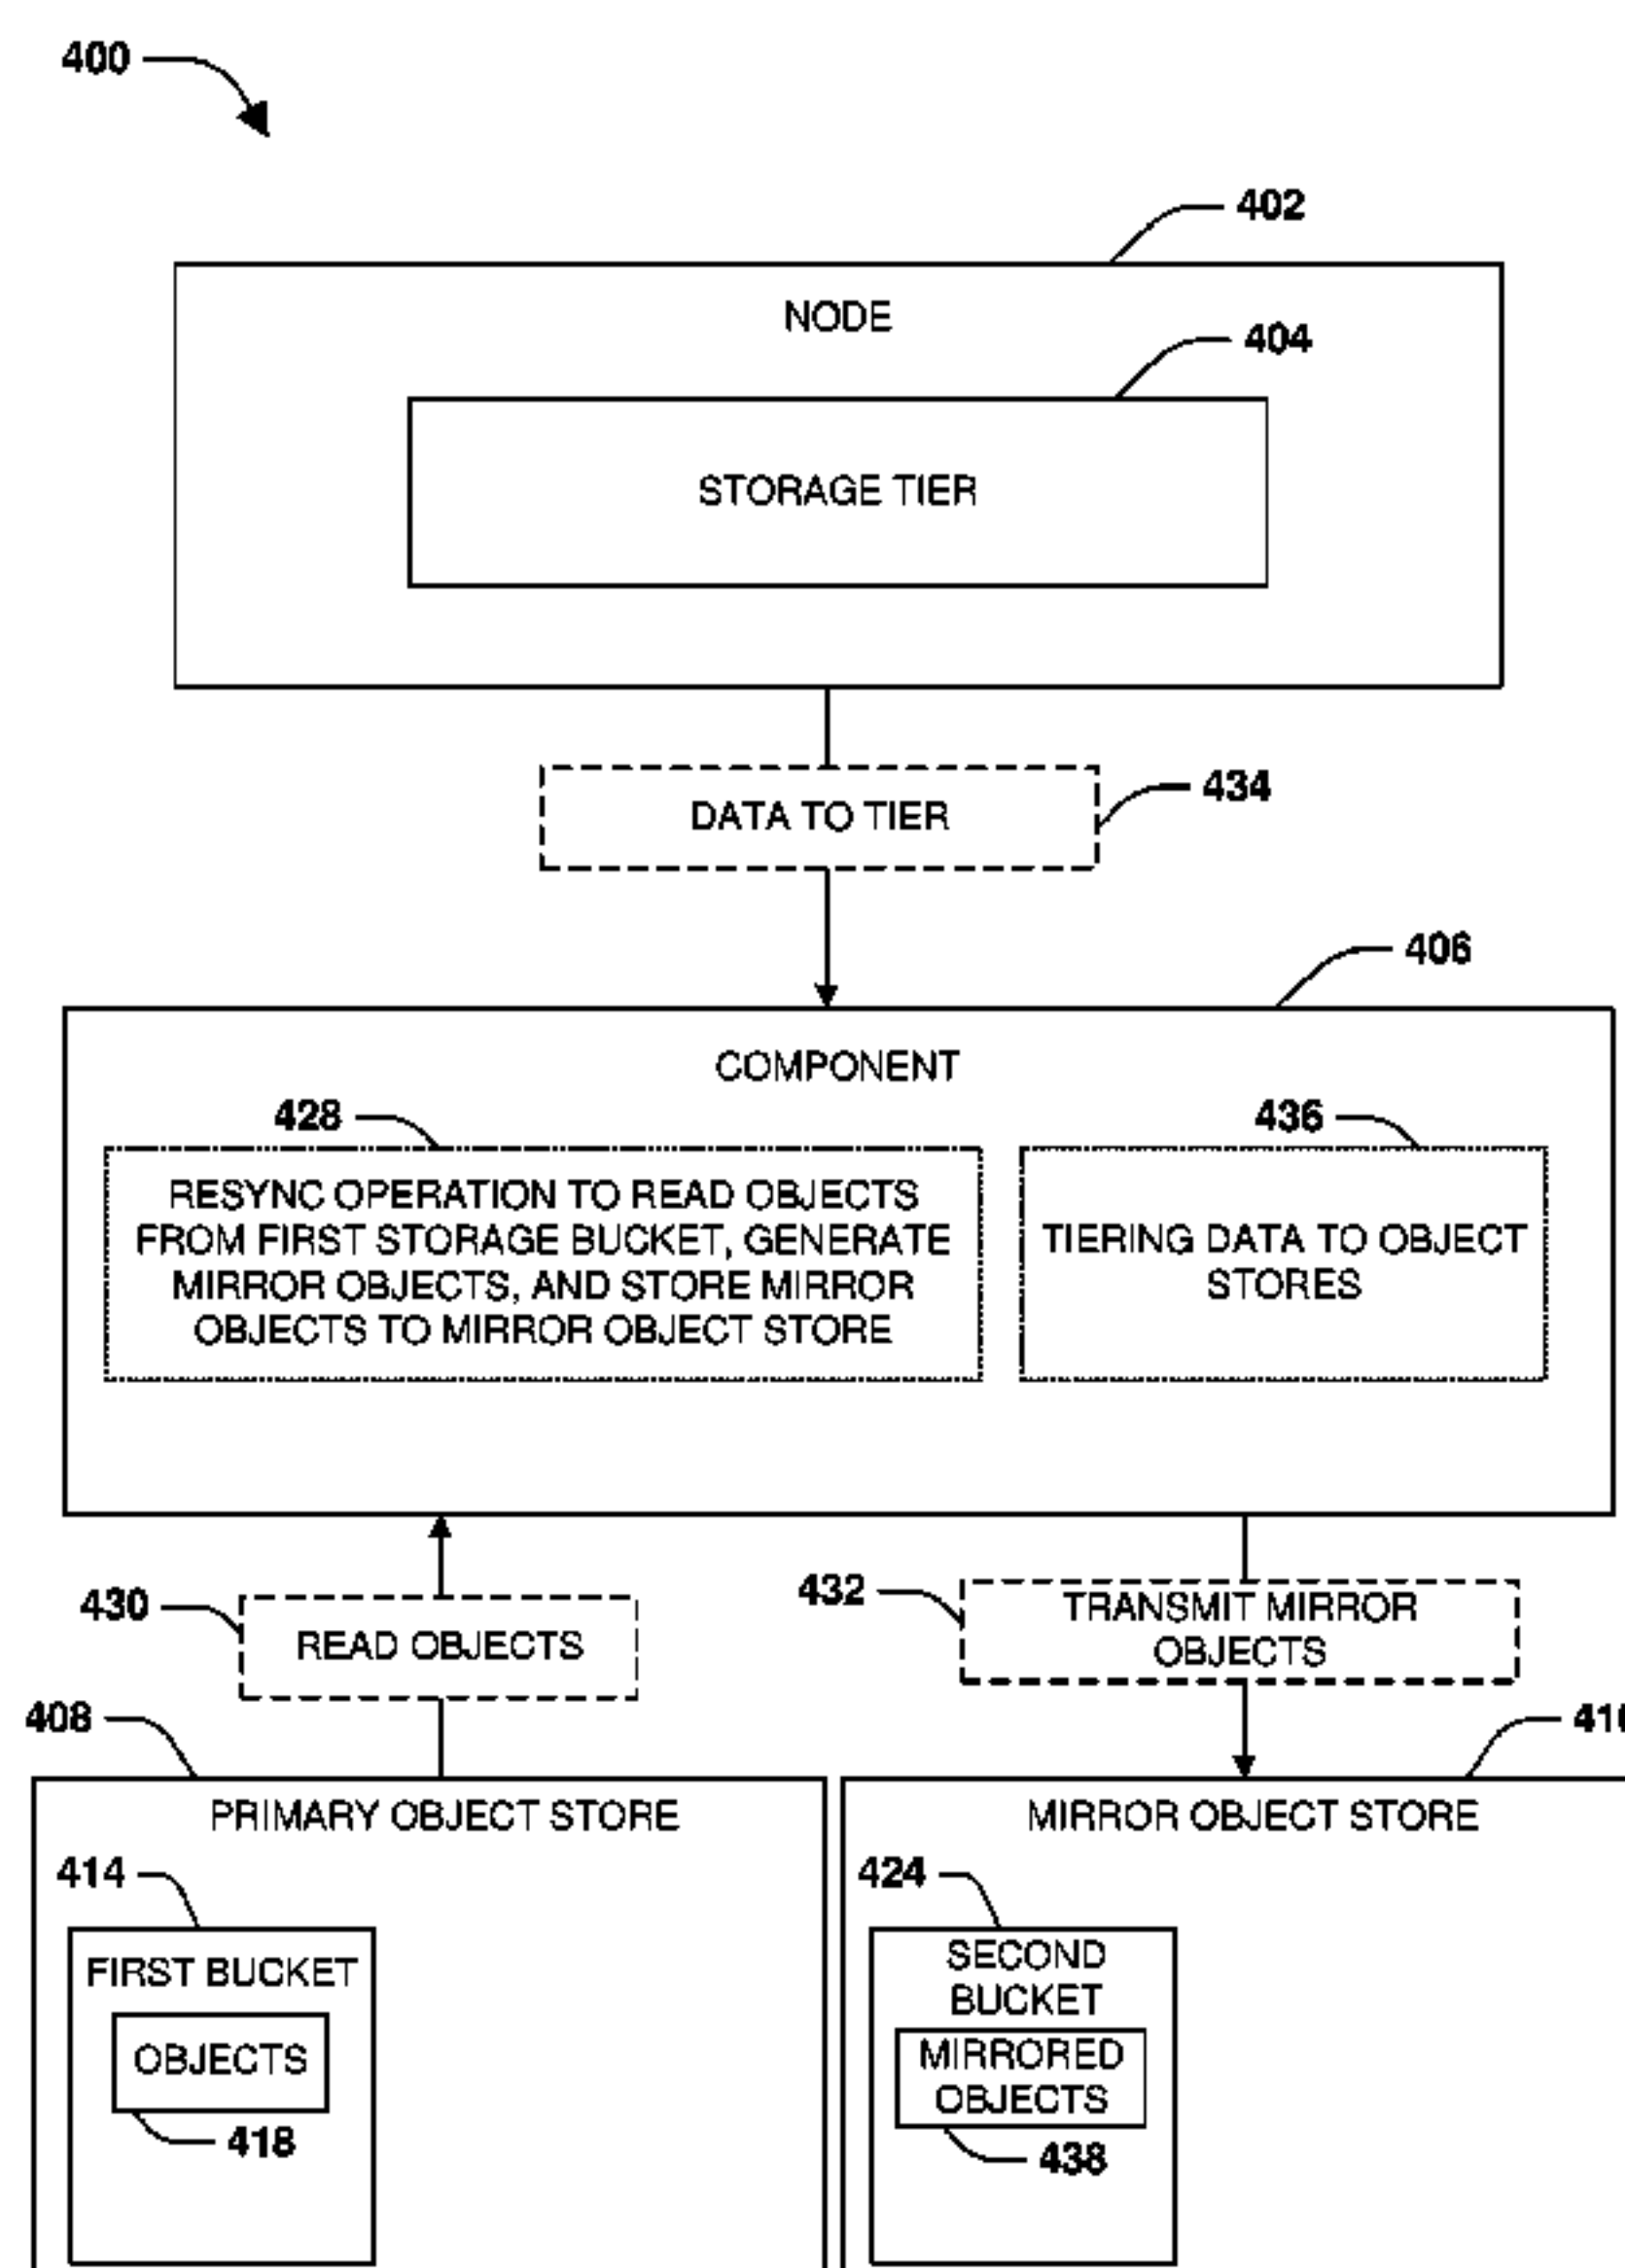 400
402
NODE
404
STORAGE TIER
DATA TO TIER
434
406
COMPONENT
428
436
RESYNC OPERATION TO READ OBJECTS
FROM FIRST STORAGE BUCKET, GENERATE
MIRROR OBJECTS, AND STORE MIRROR
OBJECTS TO MIRROR OBJECT STORE
TIERING DATA TO OBJECT
STORES
430
READ OBJECTS
432
TRANSMIT MIRROR
OBJECTS
408
PRIMARY OBJECT STORE
MIRROR OBJECT STORE
414
FIRST BUCKET
OBJECTS
418
424
SECOND
BUCKET
MIRRORED
OBJECTS
438